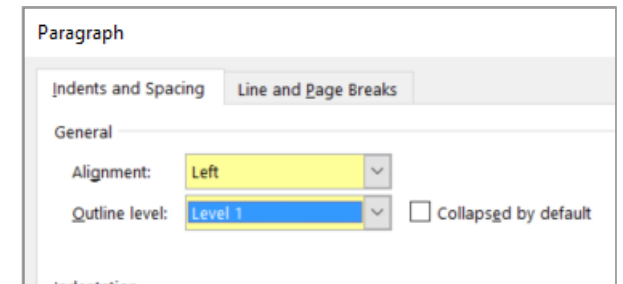 Paragraph
Indents and Spacing Line and Page Breaks
General
Alignment: Left
Outline level: Level 1 Collapsed by default